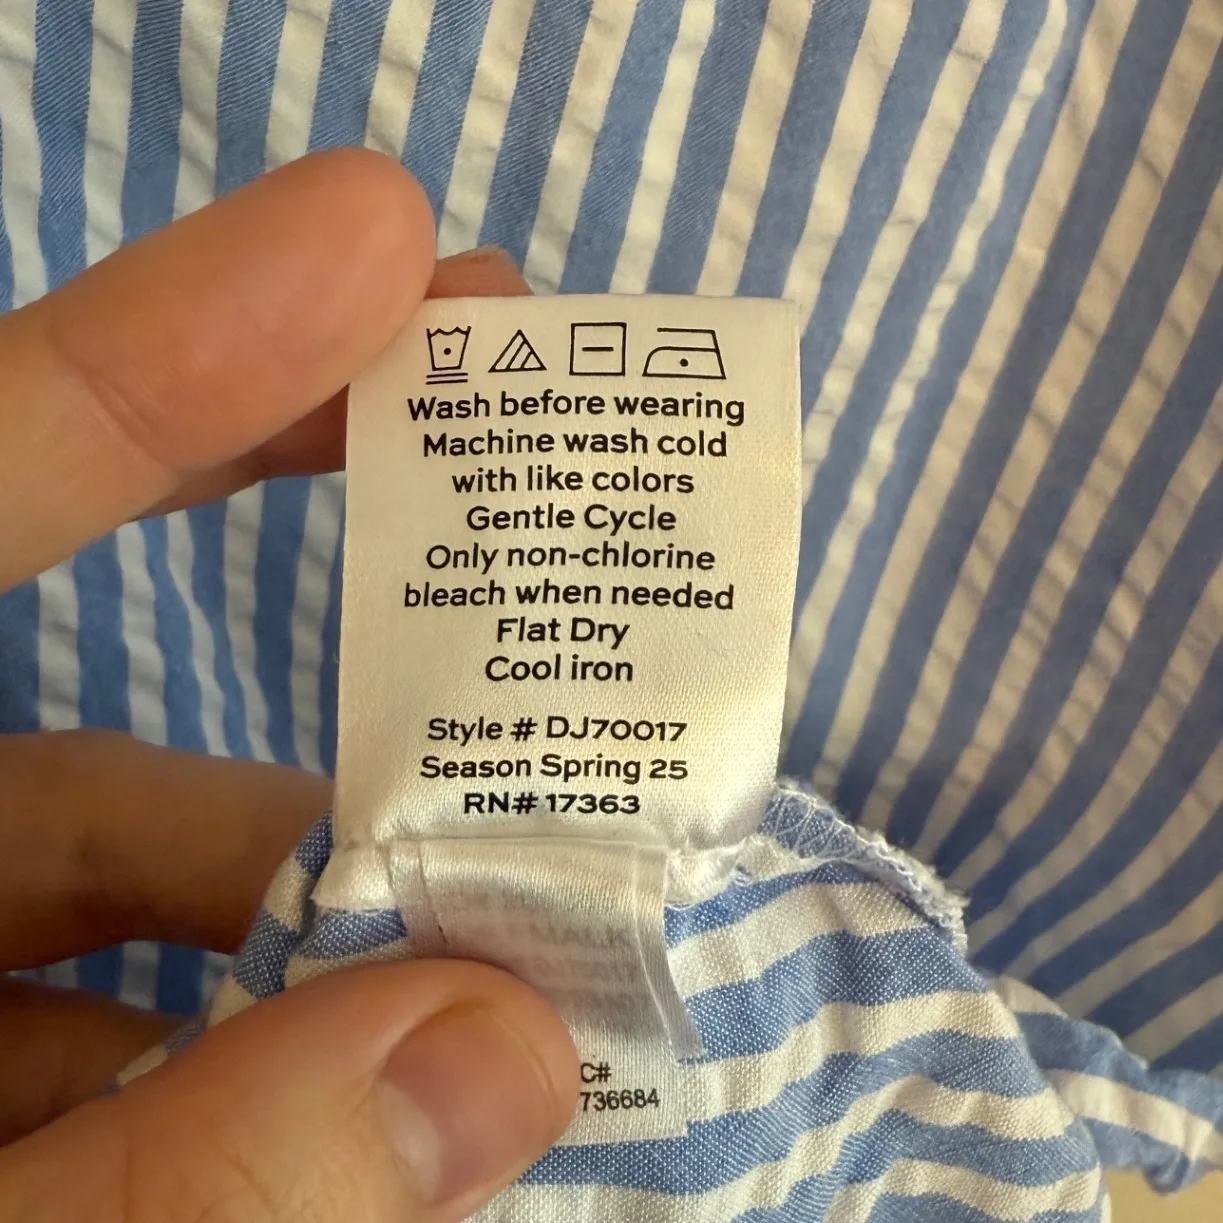 Wash before wearing
Machine wash cold
with like colors
Gentle Cycle
Only non-chlorine
bleach when needed
Flat Dry
Cool iron
Style # DJ70017
Season Spring 25
RN# 17363
C#
736684